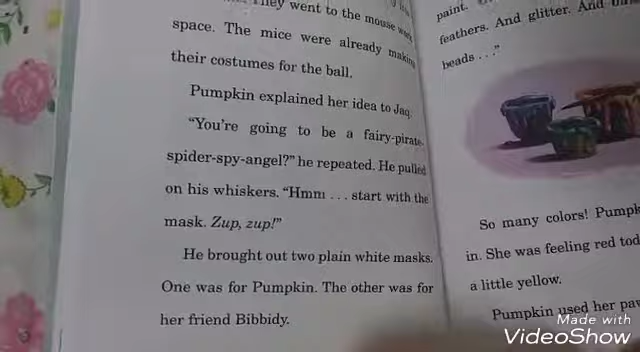 They went to the mouse work
space. The mice were already making
their costumes for the ball.
Pumpkin explained her idea to Jaq.
“You’re going to be a fairy-pirate-
spider-spy-angel?” he repeated. He pulled
on his whiskers. “Hmm . . . start with the
mask. Zup, zup!”
He brought out two plain white masks.
One was for Pumpkin. The other was for
her friend Bibbidy.
paint.
feathers. And glitter. And
beads . . .”
So many colors! Pumpk
in. She was feeling red tod
a little yellow.
Pumpkin used her paw
Made with
VideoShow